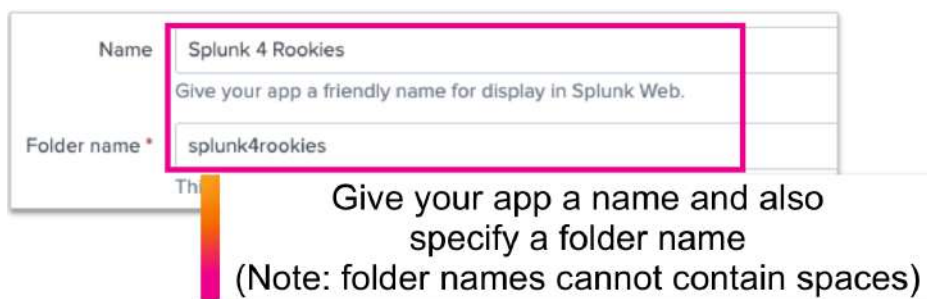 Name Splunk 4 Rookies
Give your app a friendly name for display in Splunk Web.
Folder name * splunk4rookies
Give your app a name and also
specify a folder name
(Note: folder names cannot contain spaces)